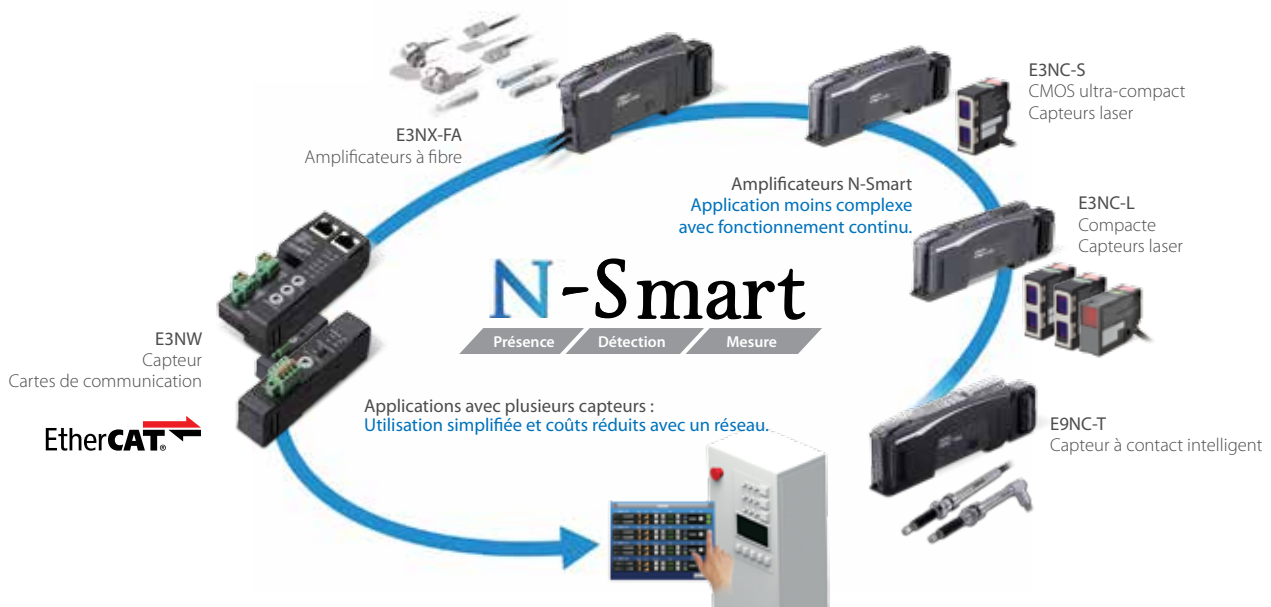 E3NX-FA
Amplificateurs à fibre
E3NC-S
CMOS ultra-compact
Capteurs laser
Amplificateurs N-Smart
Application moins complexe
avec fonctionnement continu.
E3NC-L
Compacte
Capteurs laser
N-Smart
Présence Détection Mesure
E3NW
Capteur
Cartes de communication
EtherCAT®
Applications avec plusieurs capteurs :
Utilisation simplifiée et coûts réduits avec un réseau.
E9NC-T
Capteur à contact intelligent